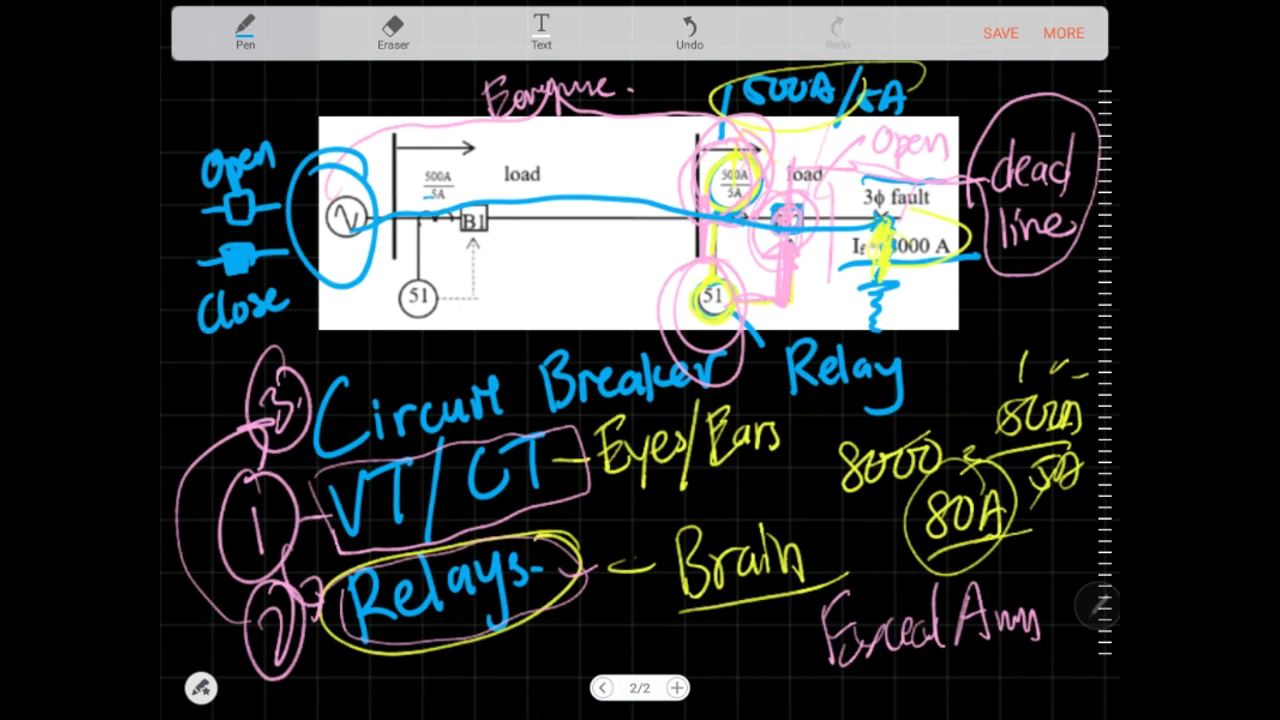 Pen Eraser Text Undo Redo SAVE MORE
500A/5A
Open
Open
dead
line
500A
5A
load
500A
5A
load
3φ fault
B1
51
51
Close
Circuit Breaker Relay
VT/CT - Eyes/Ears
8000
80A
Relays. - Brain
3
1
2
2/2